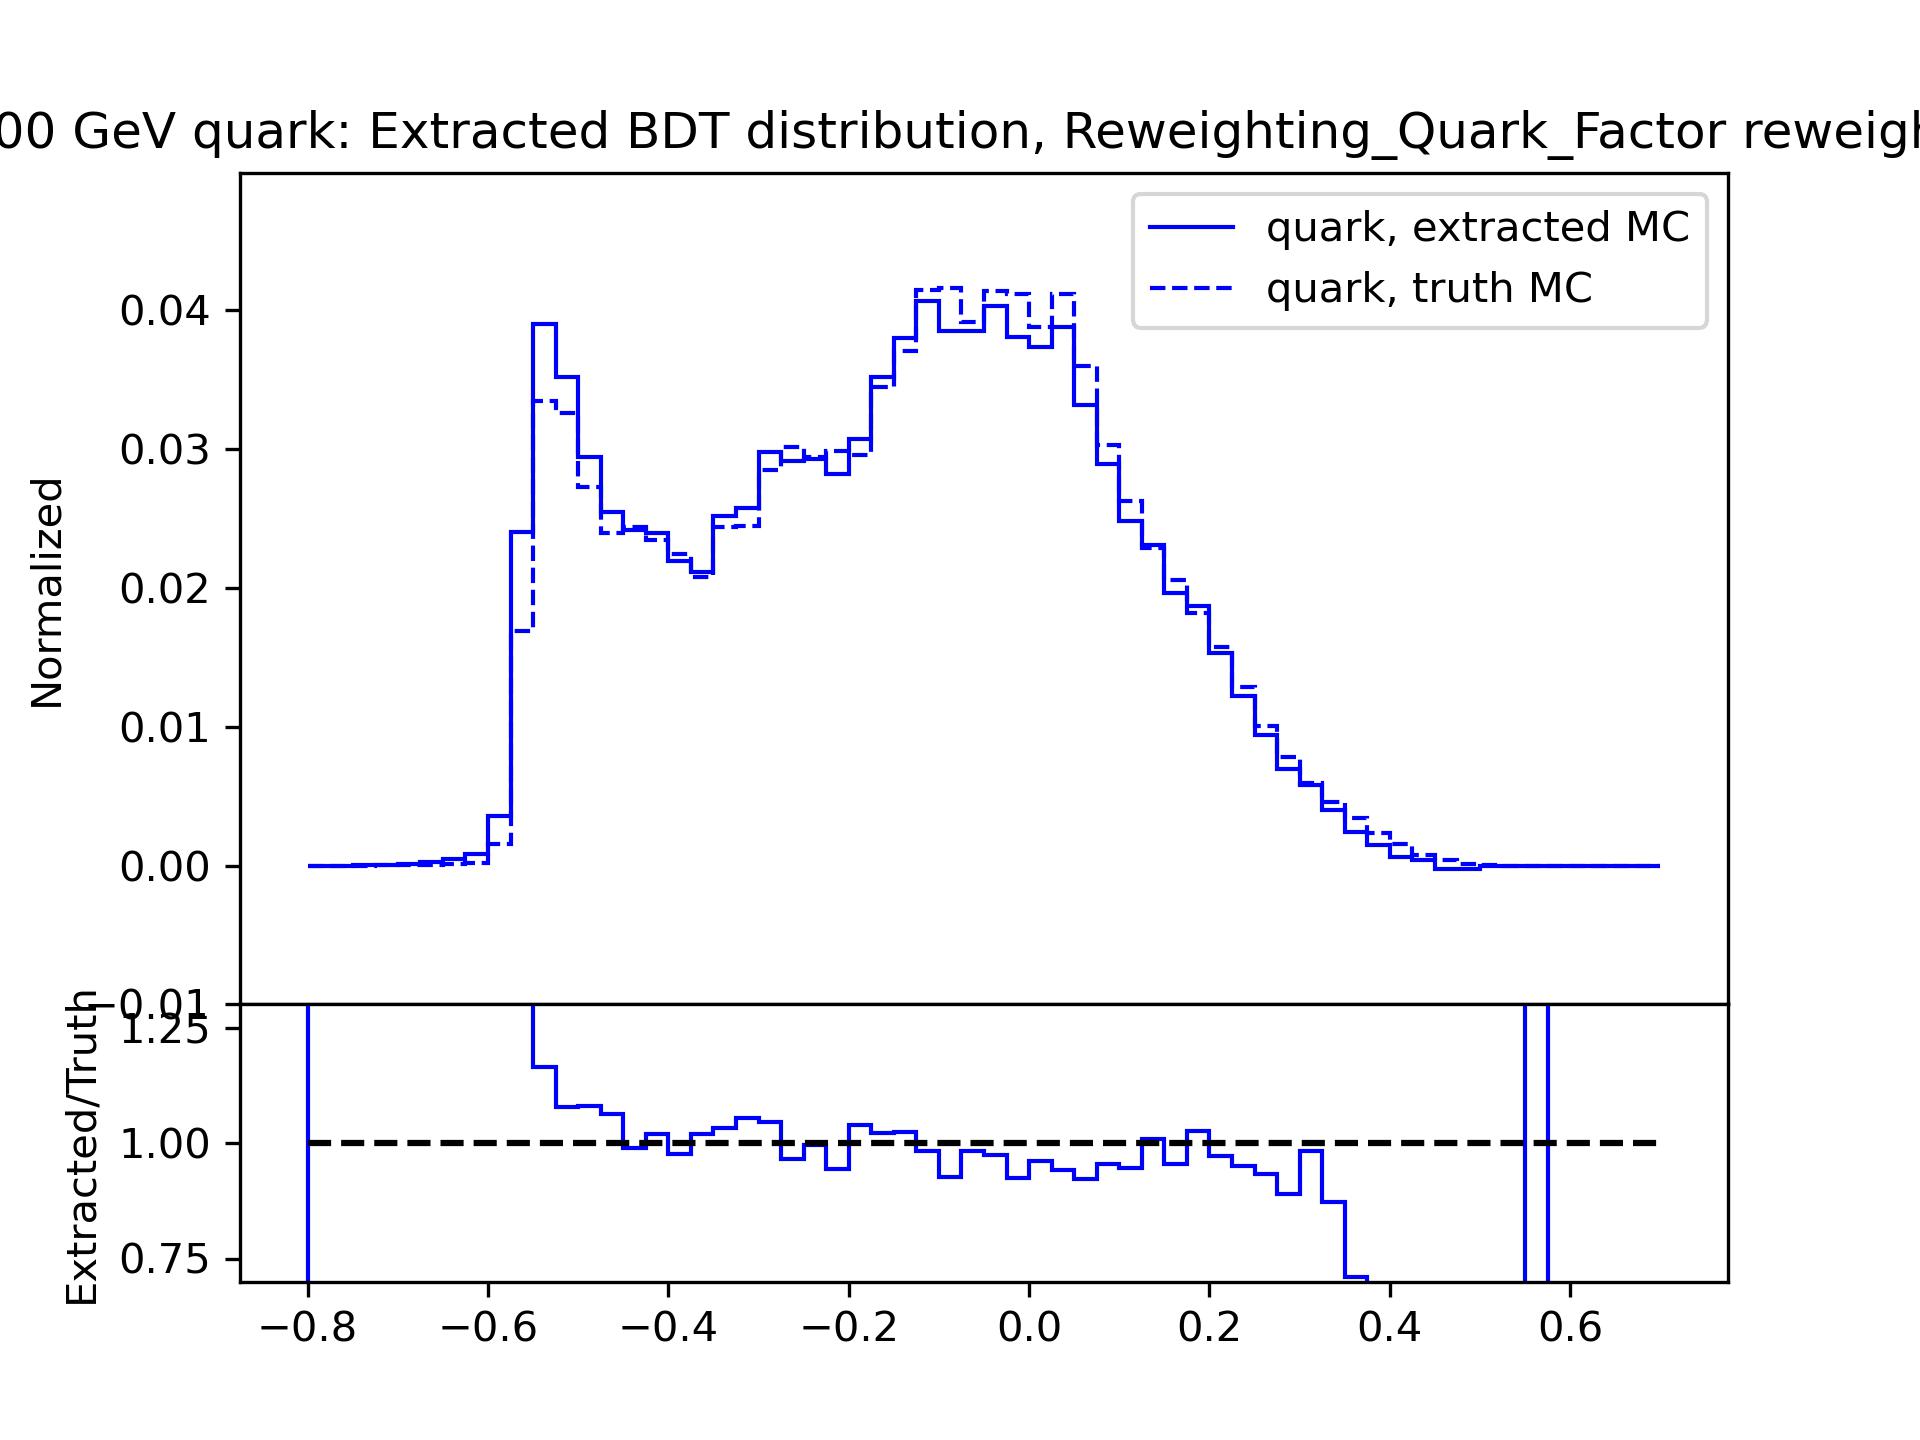 00 GeV quark: Extracted BDT distribution, Reweighting_Quark_Factor reweigh
quark, extracted MC
quark, truth MC
Normalized
0.04
0.03
0.02
0.01
0.00
−0.01
Extracted/Truth
1.25
1.00
0.75
−0.8 −0.6 −0.4 −0.2 0.0 0.2 0.4 0.6